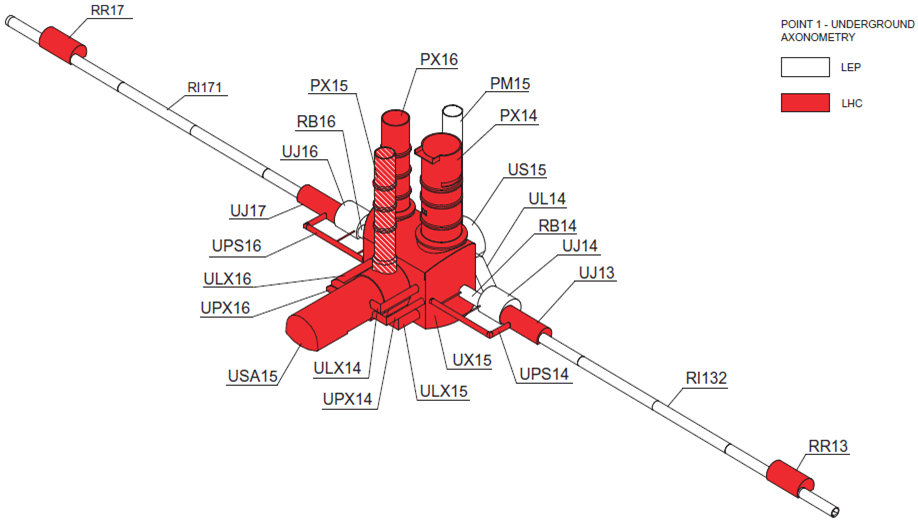 RR17
POINT 1 - UNDERGROUND
AXONOMETRY
LEP
LHC
PX16
PX15
PM15
RI171
PX14
RB16
UJ16
US15
UL14
UJ17
RB14
UPS16
UJ14
ULX16
UJ13
UPX16
USA15
ULX14
UX15
UPS14
UPX14
ULX15
RI132
RR13